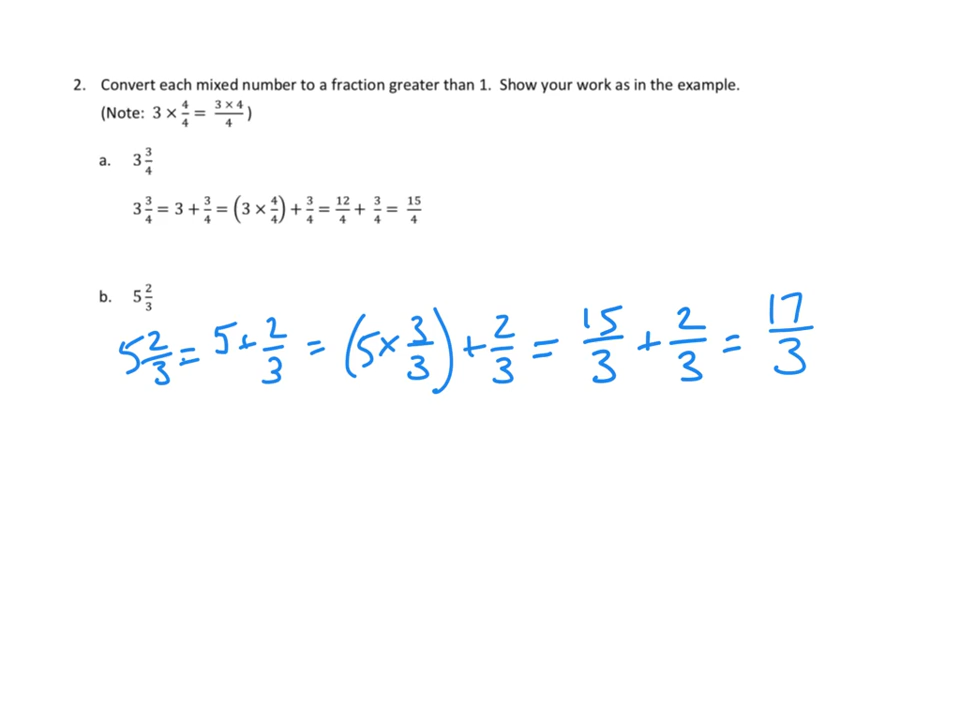 2. Convert each mixed number to a fraction greater than 1. Show your work as in the example.
(Note: 3 × 4/4 = 3 × 4/4)
a. 3 3/4
3 3/4 = 3 + 3/4 = (3 × 4/4) + 3/4 = 12/4 + 3/4 = 15/4
b. 5 2/3
5 2/3 = 5 + 2/3 = (5 × 3/3) + 2/3 = 15/3 + 2/3 = 17/3